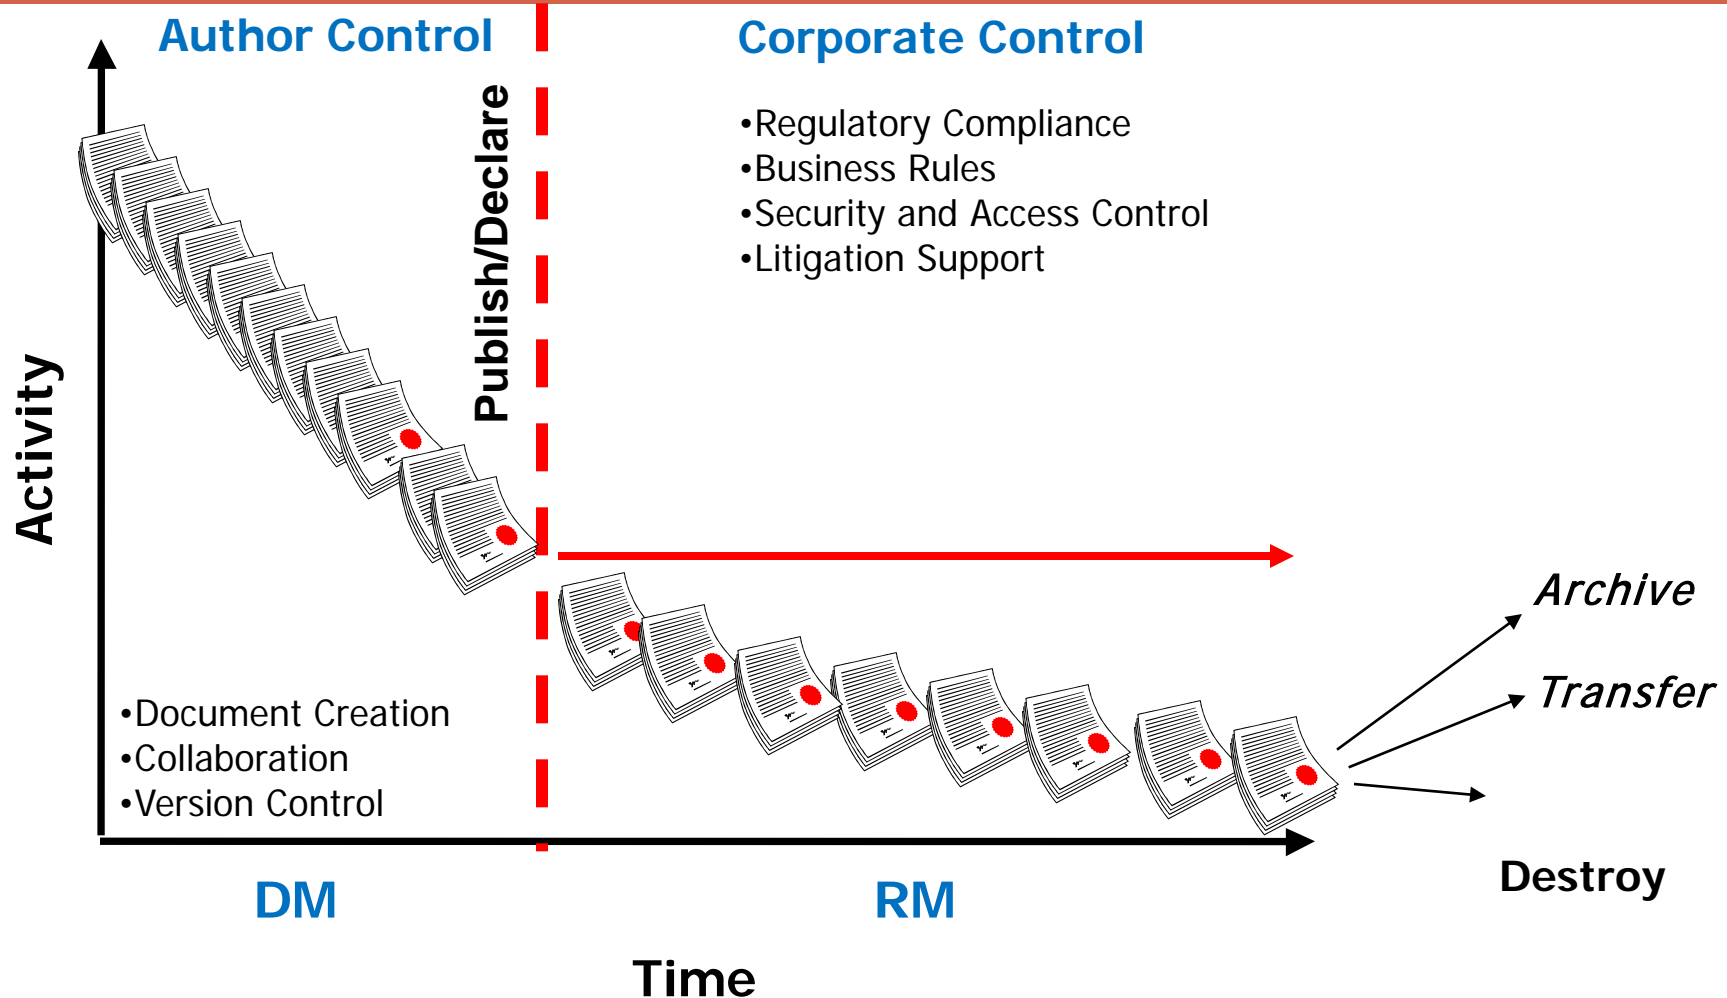 Author Control
Corporate Control
Publish/Declare
•Regulatory Compliance
•Business Rules
•Security and Access Control
•Litigation Support
Activity
Archive
Transfer
•Document Creation
•Collaboration
•Version Control
Destroy
DM
RM
Time